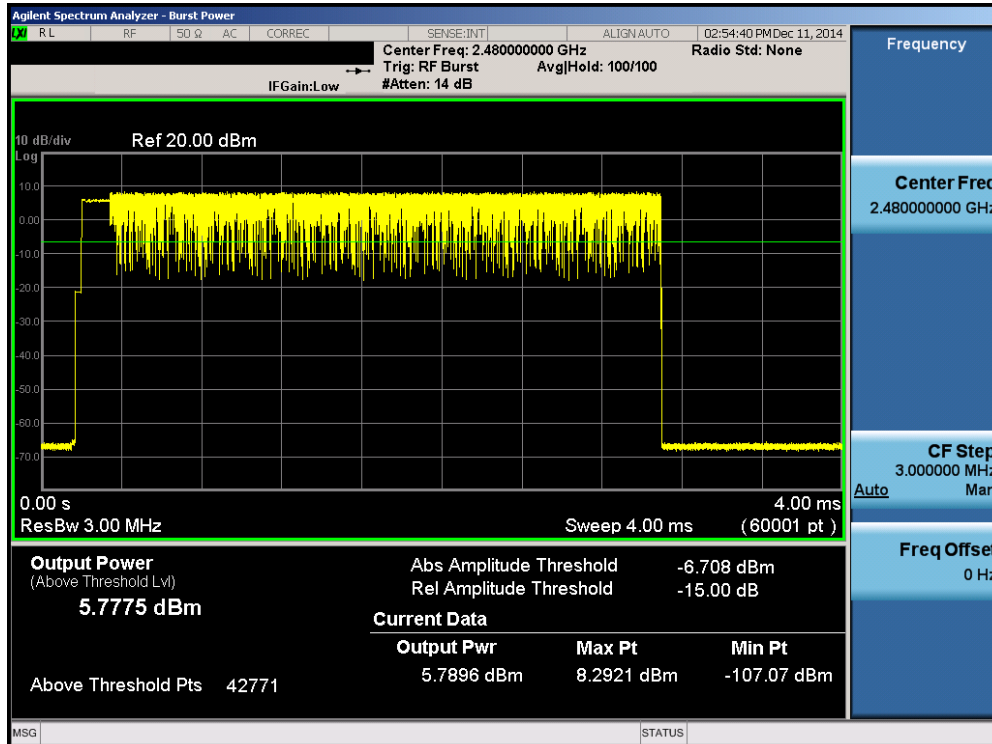 Agilent Spectrum Analyzer - Burst Power
LXI RL RF 50 Ω AC CORREC SENSE:INT ALIGN AUTO 02:54:40 PM Dec 11, 2014
Center Freq: 2.480000000 GHz Radio Std: None
Trig: RF Burst Avg|Hold: 100/100
IFGain:Low #Atten: 14 dB
10 dB/div Ref 20.00 dBm
Log
10.0
0.00
-10.0
-20.0
-30.0
-40.0
-50.0
-60.0
-70.0
0.00 s 4.00 ms
ResBw 3.00 MHz Sweep 4.00 ms (60001 pt )
Output Power
(Above Threshold Lvl)
5.7775 dBm
Above Threshold Pts 42771
Abs Amplitude Threshold -6.708 dBm
Rel Amplitude Threshold -15.00 dB
Current Data
Output Pwr Max Pt Min Pt
5.7896 dBm 8.2921 dBm -107.07 dBm
MSG STATUS
Frequency
Center Freq
2.480000000 GHz
CF Step
3.000000 MHz
Auto Man
Freq Offset
0 Hz